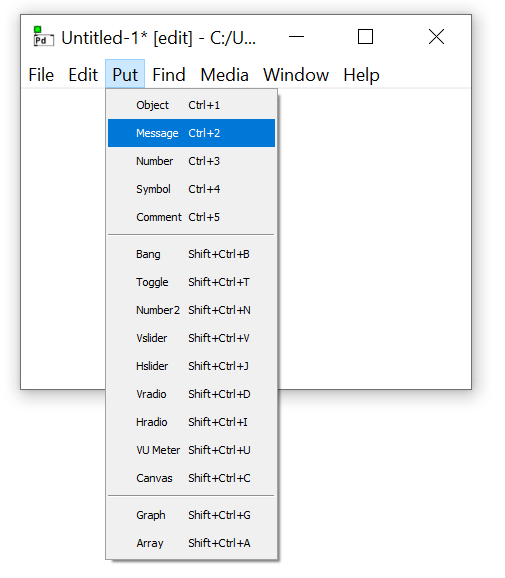 Pd Untitled-1* [edit] - C:/U...
File Edit Put Find Media Window Help
Object Ctrl+1
Message Ctrl+2
Number Ctrl+3
Symbol Ctrl+4
Comment Ctrl+5
Bang Shift+Ctrl+B
Toggle Shift+Ctrl+T
Number2 Shift+Ctrl+N
Vslider Shift+Ctrl+V
Hslider Shift+Ctrl+J
Vradio Shift+Ctrl+D
Hradio Shift+Ctrl+I
VU Meter Shift+Ctrl+U
Canvas Shift+Ctrl+C
Graph Shift+Ctrl+G
Array Shift+Ctrl+A